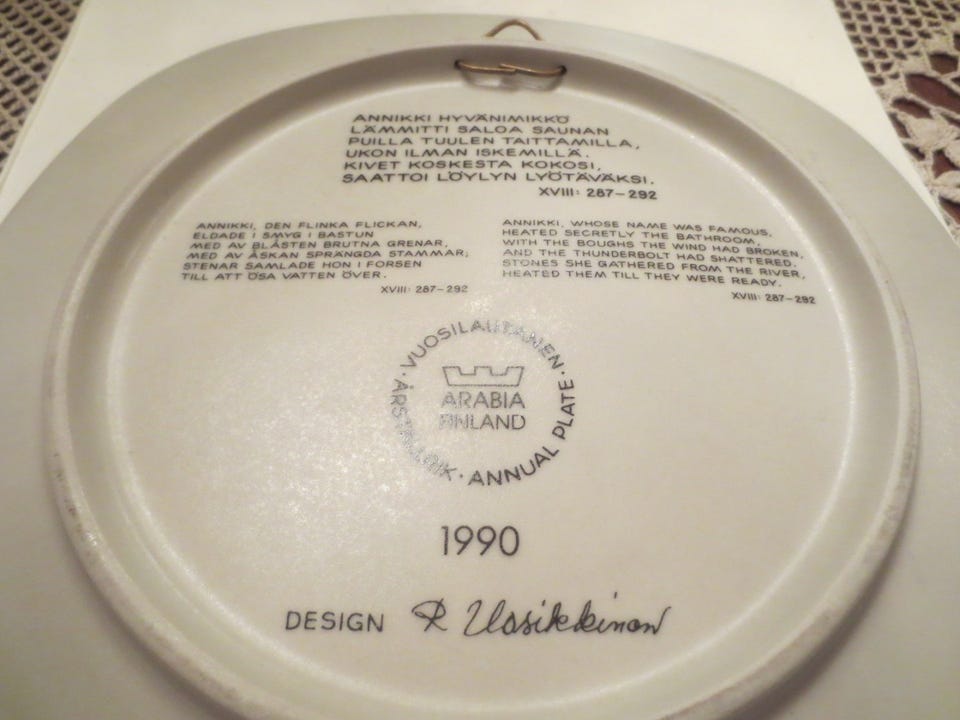 ANNIKKI HYVÄNIMIKKÖ
LÄMMITTI SALOA SAUNAN
PUILLA TUULEN TAITTAMILLA,
UKON ILMAN ISKEMILLÄ.
KIVET KOSKESTA KOKOSI,
SAATTOI LÖYLYN LYÖTÄVÄKSI.
XVIII: 287–292
ANNIKKI, DEN FLINKA FLICKAN,
ELDADE I SMYG I BASTUN
MED AV BLÅSTEN BRUTNA GRENAR,
MED AV ÅSKAN SPRÄNGDA STAMMAR;
STENAR SAMLADE HON I FORSEN
TILL ATT ÖSA VATTEN ÖVER.
XVIII: 287–292
ANNIKKI, WHOSE NAME WAS FAMOUS,
HEATED SECRETLY THE BATHROOM,
WITH THE BOUGHS THE WIND HAD BROKEN,
AND THE THUNDERBOLT HAD SHATTERED.
STONES SHE GATHERED FROM THE RIVER,
HEATED THEM TILL THEY WERE READY.
XVIII: 287–292
· VUOSILAUTANEN · ANNUAL PLATE ·
ARABIA
FINLAND
1990
DESIGN R Uosikkinen